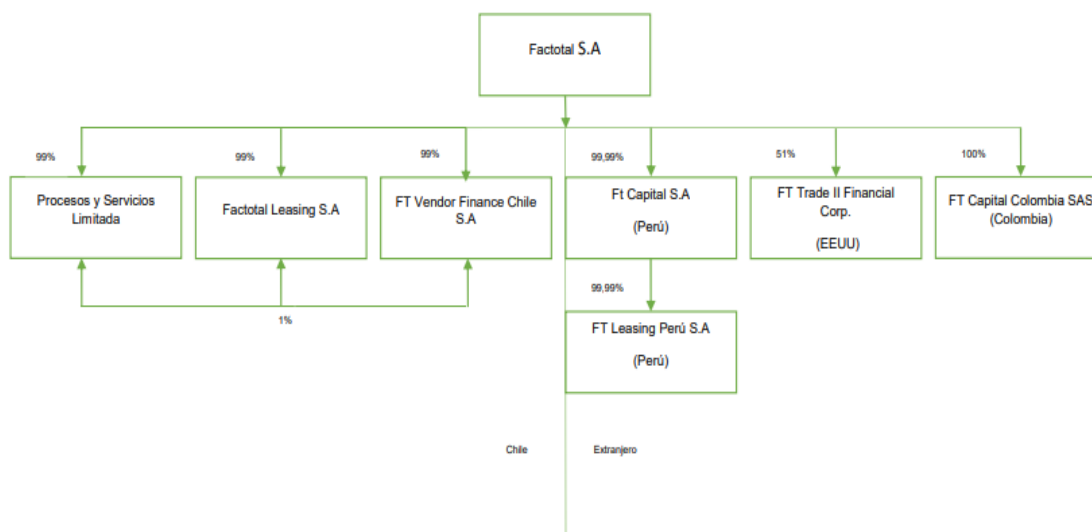 Factotal S.A
99%
99%
99%
99,99%
51%
100%
Procesos y Servicios
Limitada
Factotal Leasing S.A
FT Vendor Finance Chile
S.A
Ft Capital S.A
(Perú)
FT Trade II Financial
Corp.
(EEUU)
FT Capital Colombia SAS
(Colombia)
1%
99,99%
FT Leasing Perú S.A
(Perú)
Chile
Extranjero